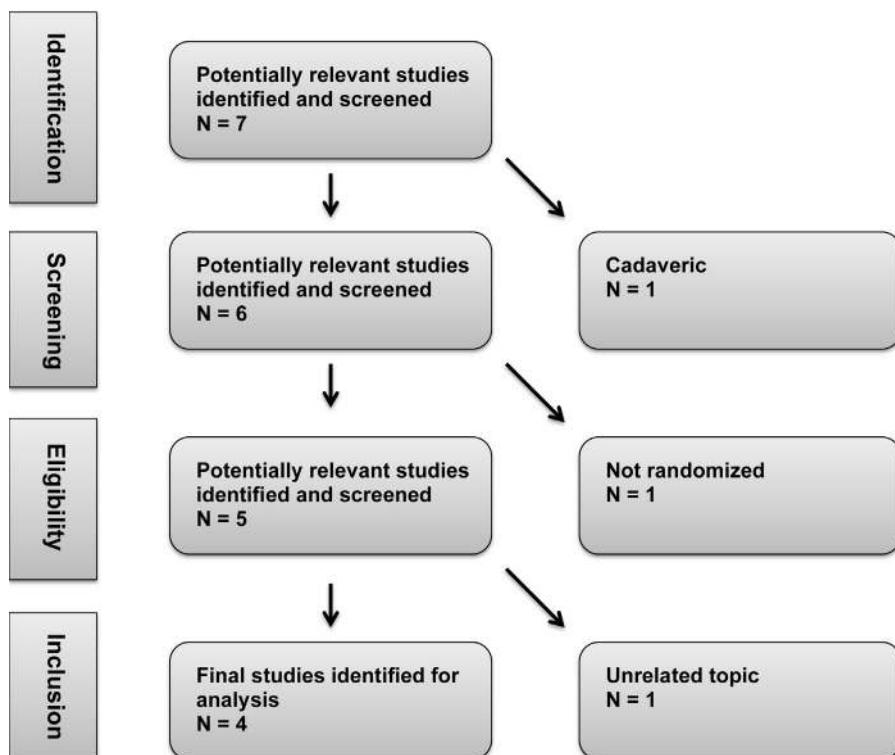 Identification
Potentially relevant studies
identified and screened
N = 7
Screening
Potentially relevant studies
identified and screened
N = 6
Cadaveric
N = 1
Eligibility
Potentially relevant studies
identified and screened
N = 5
Not randomized
N = 1
Inclusion
Final studies identified for
analysis
N = 4
Unrelated topic
N = 1